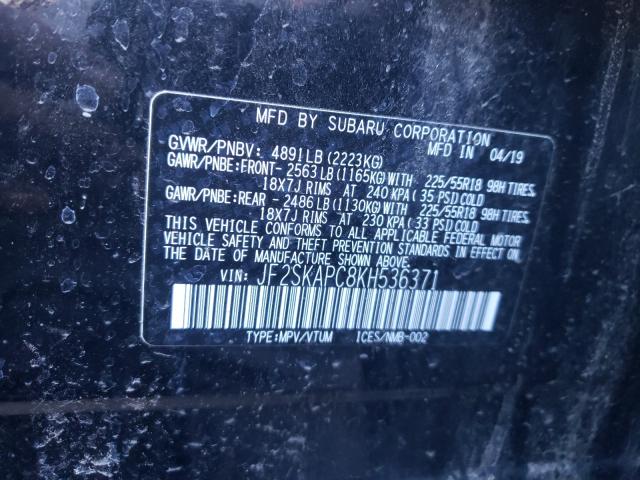 MFD BY SUBARU CORPORATION
GVWR/PNBV: 4891LB (2223KG) MFD IN 04/19
GAWR/PNBE:FRONT- 2563LB (1165KG)WITH 225/55R18 98H TIRES,
18X7J RIMS AT 240 KPA ( 35 PSI) COLD
GAWR/PNBE:REAR - 2486LB (1130KG)WITH 225/55R18 98H TIRES,
18X7J RIMS AT 230 KPA ( 33 PSI) COLD
THIS VEHICLE CONFORMS TO ALL APPLICABLE FEDERAL MOTOR
VEHICLE SAFETY AND THEFT PREVENTION STANDARDS IN EFFECT ON
THE DATE OF MANUFACTURE SHOWN ABOVE.
VIN: JF2SKAPC8KH536371
TYPE:MPV/VTUM ICES/NMB-002